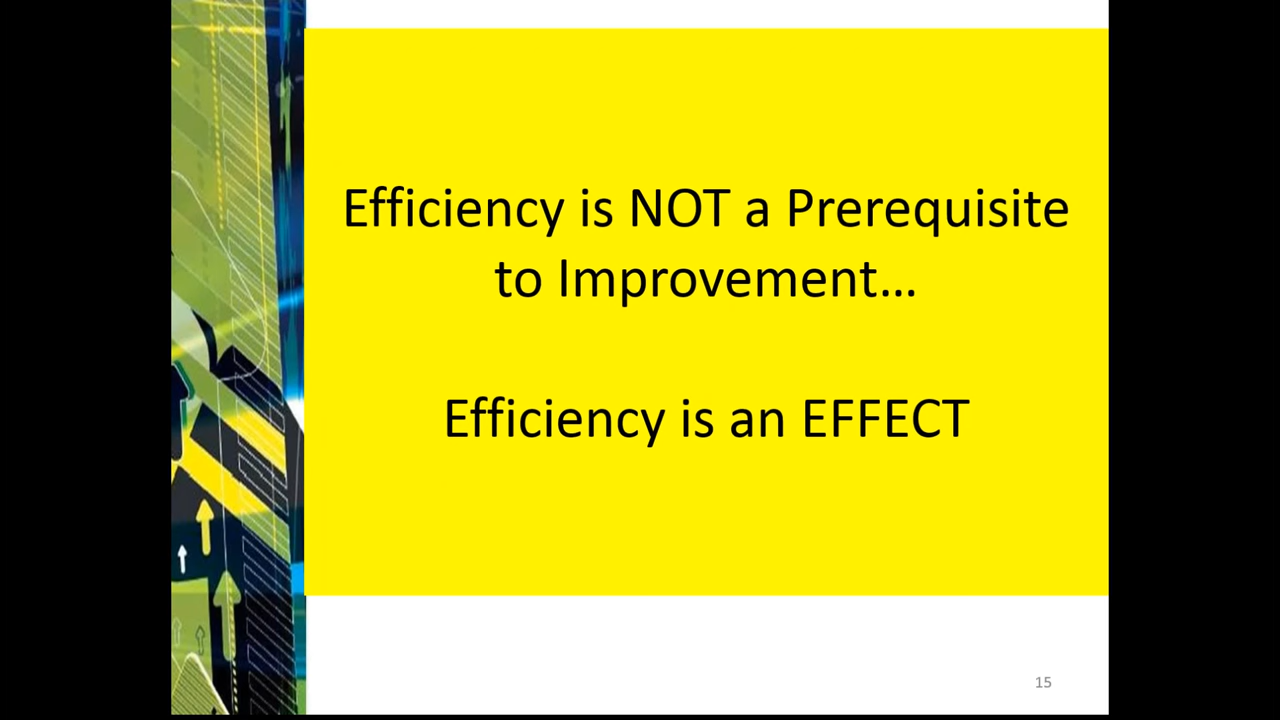 Efficiency is NOT a Prerequisite
to Improvement…
Efficiency is an EFFECT
15